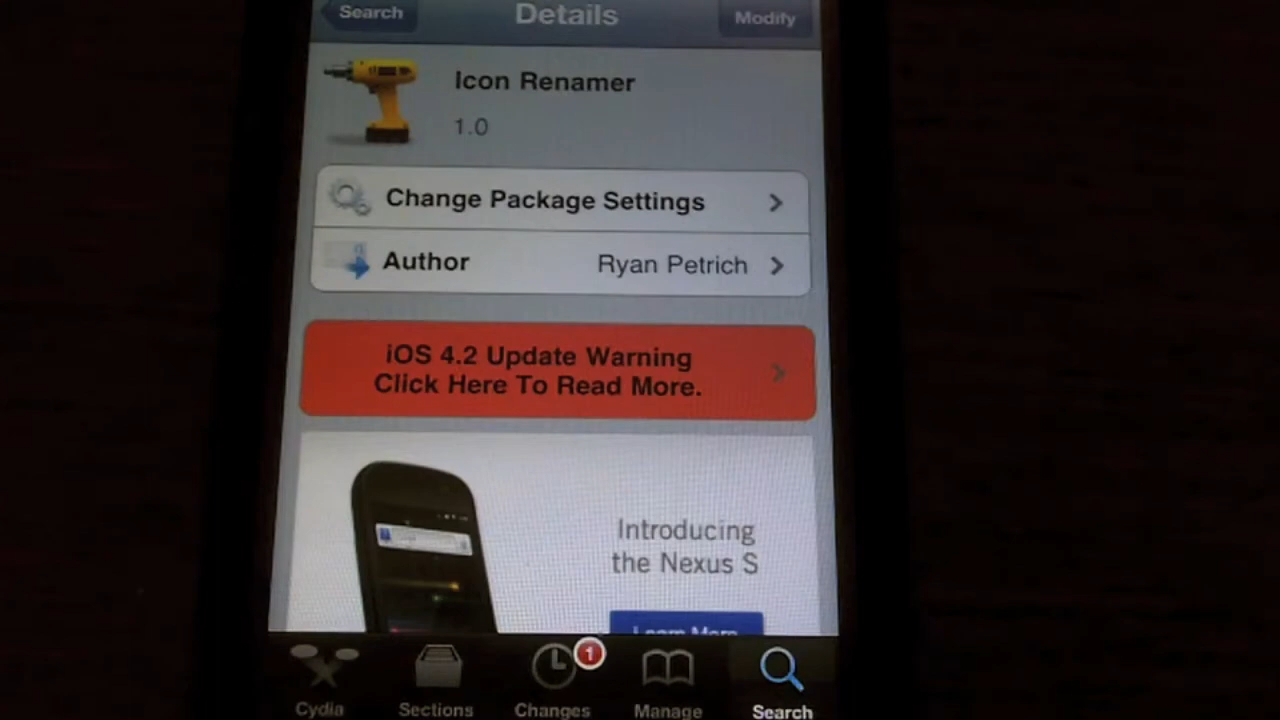 Search
Details
Modify
Icon Renamer
1.0
Change Package Settings
Author
Ryan Petrich
iOS 4.2 Update Warning
Click Here To Read More.
Introducing
the Nexus S
Learn More
Cydia
Sections
Changes
1
Manage
Search